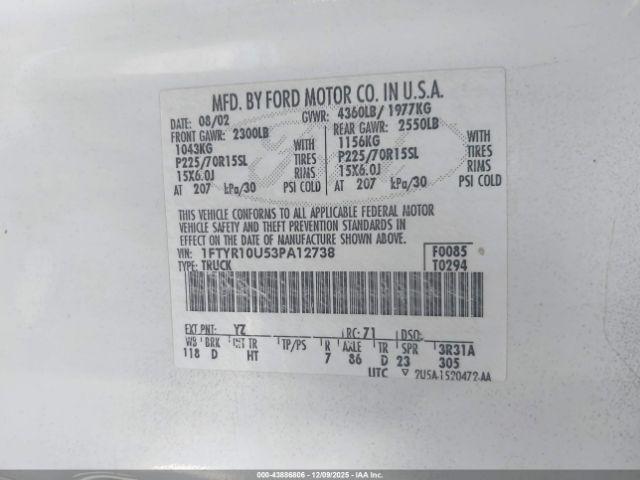 MFD. BY FORD MOTOR CO. IN U.S.A.
DATE: 08/02 GVWR: 4360LB/ 1977KG
FRONT GAWR: 2300LB REAR GAWR: 2550LB
1043KG WITH 1156KG WITH
P225/70R15SL TIRES P225/70R15SL TIRES
15X6.0J RIMS 15X6.0J RIMS
AT 207 kPa/30 PSI COLD AT 207 kPa/30 PSI COLD
THIS VEHICLE CONFORMS TO ALL APPLICABLE FEDERAL MOTOR
VEHICLE SAFETY AND THEFT PREVENTION STANDARDS IN
EFFECT ON THE DATE OF MANUFACTURE SHOWN ABOVE.
VIN: 1FTYR10U53PA12738 F0085
TYPE: TRUCK T0294
EXT PNT: YZ RC: 71 DSO:
WB BRK INT TR TP/PS R AXLE TR SPR 3R31A
118 D HT 7 86 D 23 305
UTC ▽ 2U5A-1520472-AA
000-43886806 • 12/09/2025 • IAAI.CA